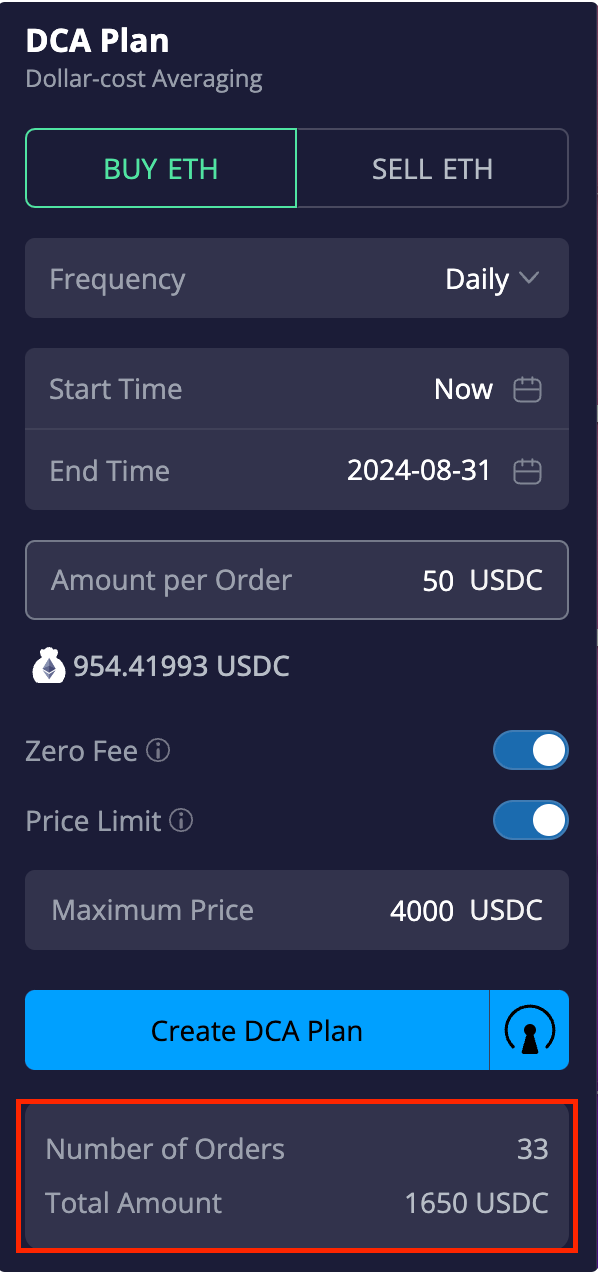 DCA Plan
Dollar-cost Averaging
BUY ETH SELL ETH
Frequency Daily
Start Time Now
End Time 2024-08-31
Amount per Order 50 USDC
954.41993 USDC
Zero Fee
Price Limit
Maximum Price 4000 USDC
Create DCA Plan
Number of Orders 33
Total Amount 1650 USDC